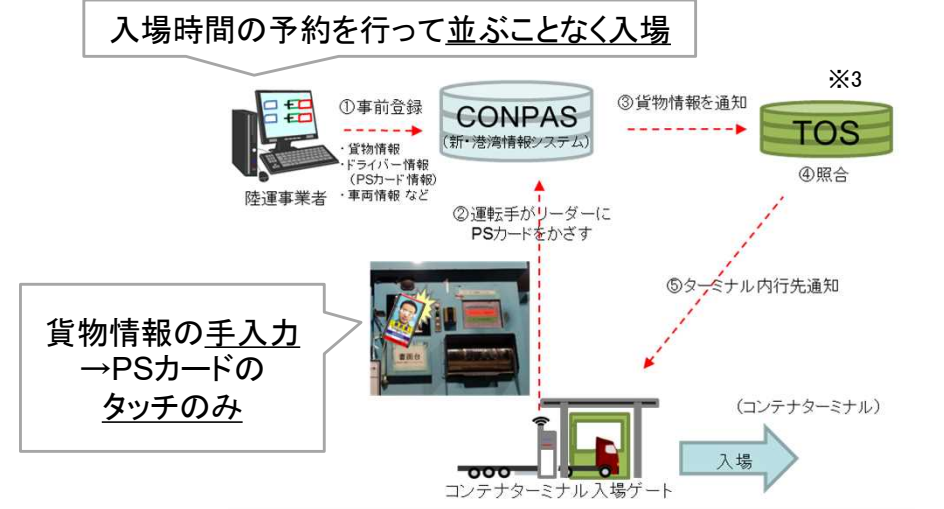 入場時間の予約を行って並ぶことなく入場
※3
①事前登録
・貨物情報
・ドライバー情報
(PSカード情報)
・車両情報 など
陸運事業者
CONPAS
(新・港湾情報システム)
③貨物情報を通知
TOS
④照合
②運転手がリーダーに
PSカードをかざす
⑤ターミナル内行先通知
貨物情報の手入力
→PSカードの
タッチのみ
書面台
(コンテナターミナル)
入場
コンテナターミナル入場ゲート